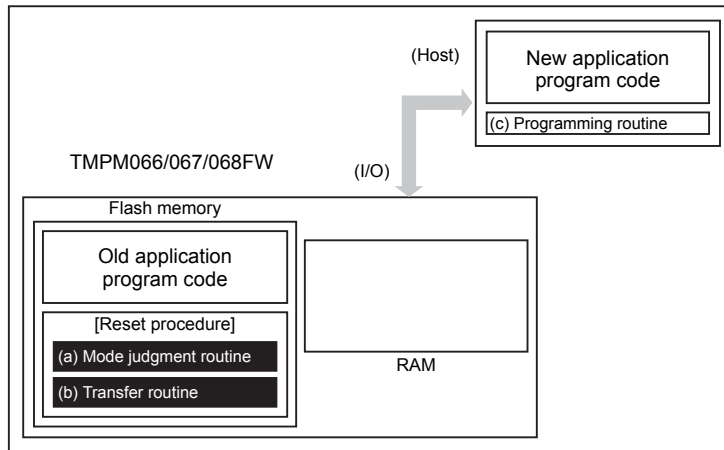 (Host)
New application
program code
(c) Programming routine
TMPM066/067/068FW
(I/O)
Flash memory
Old application
program code
[Reset procedure]
(a) Mode judgment routine
(b) Transfer routine
RAM